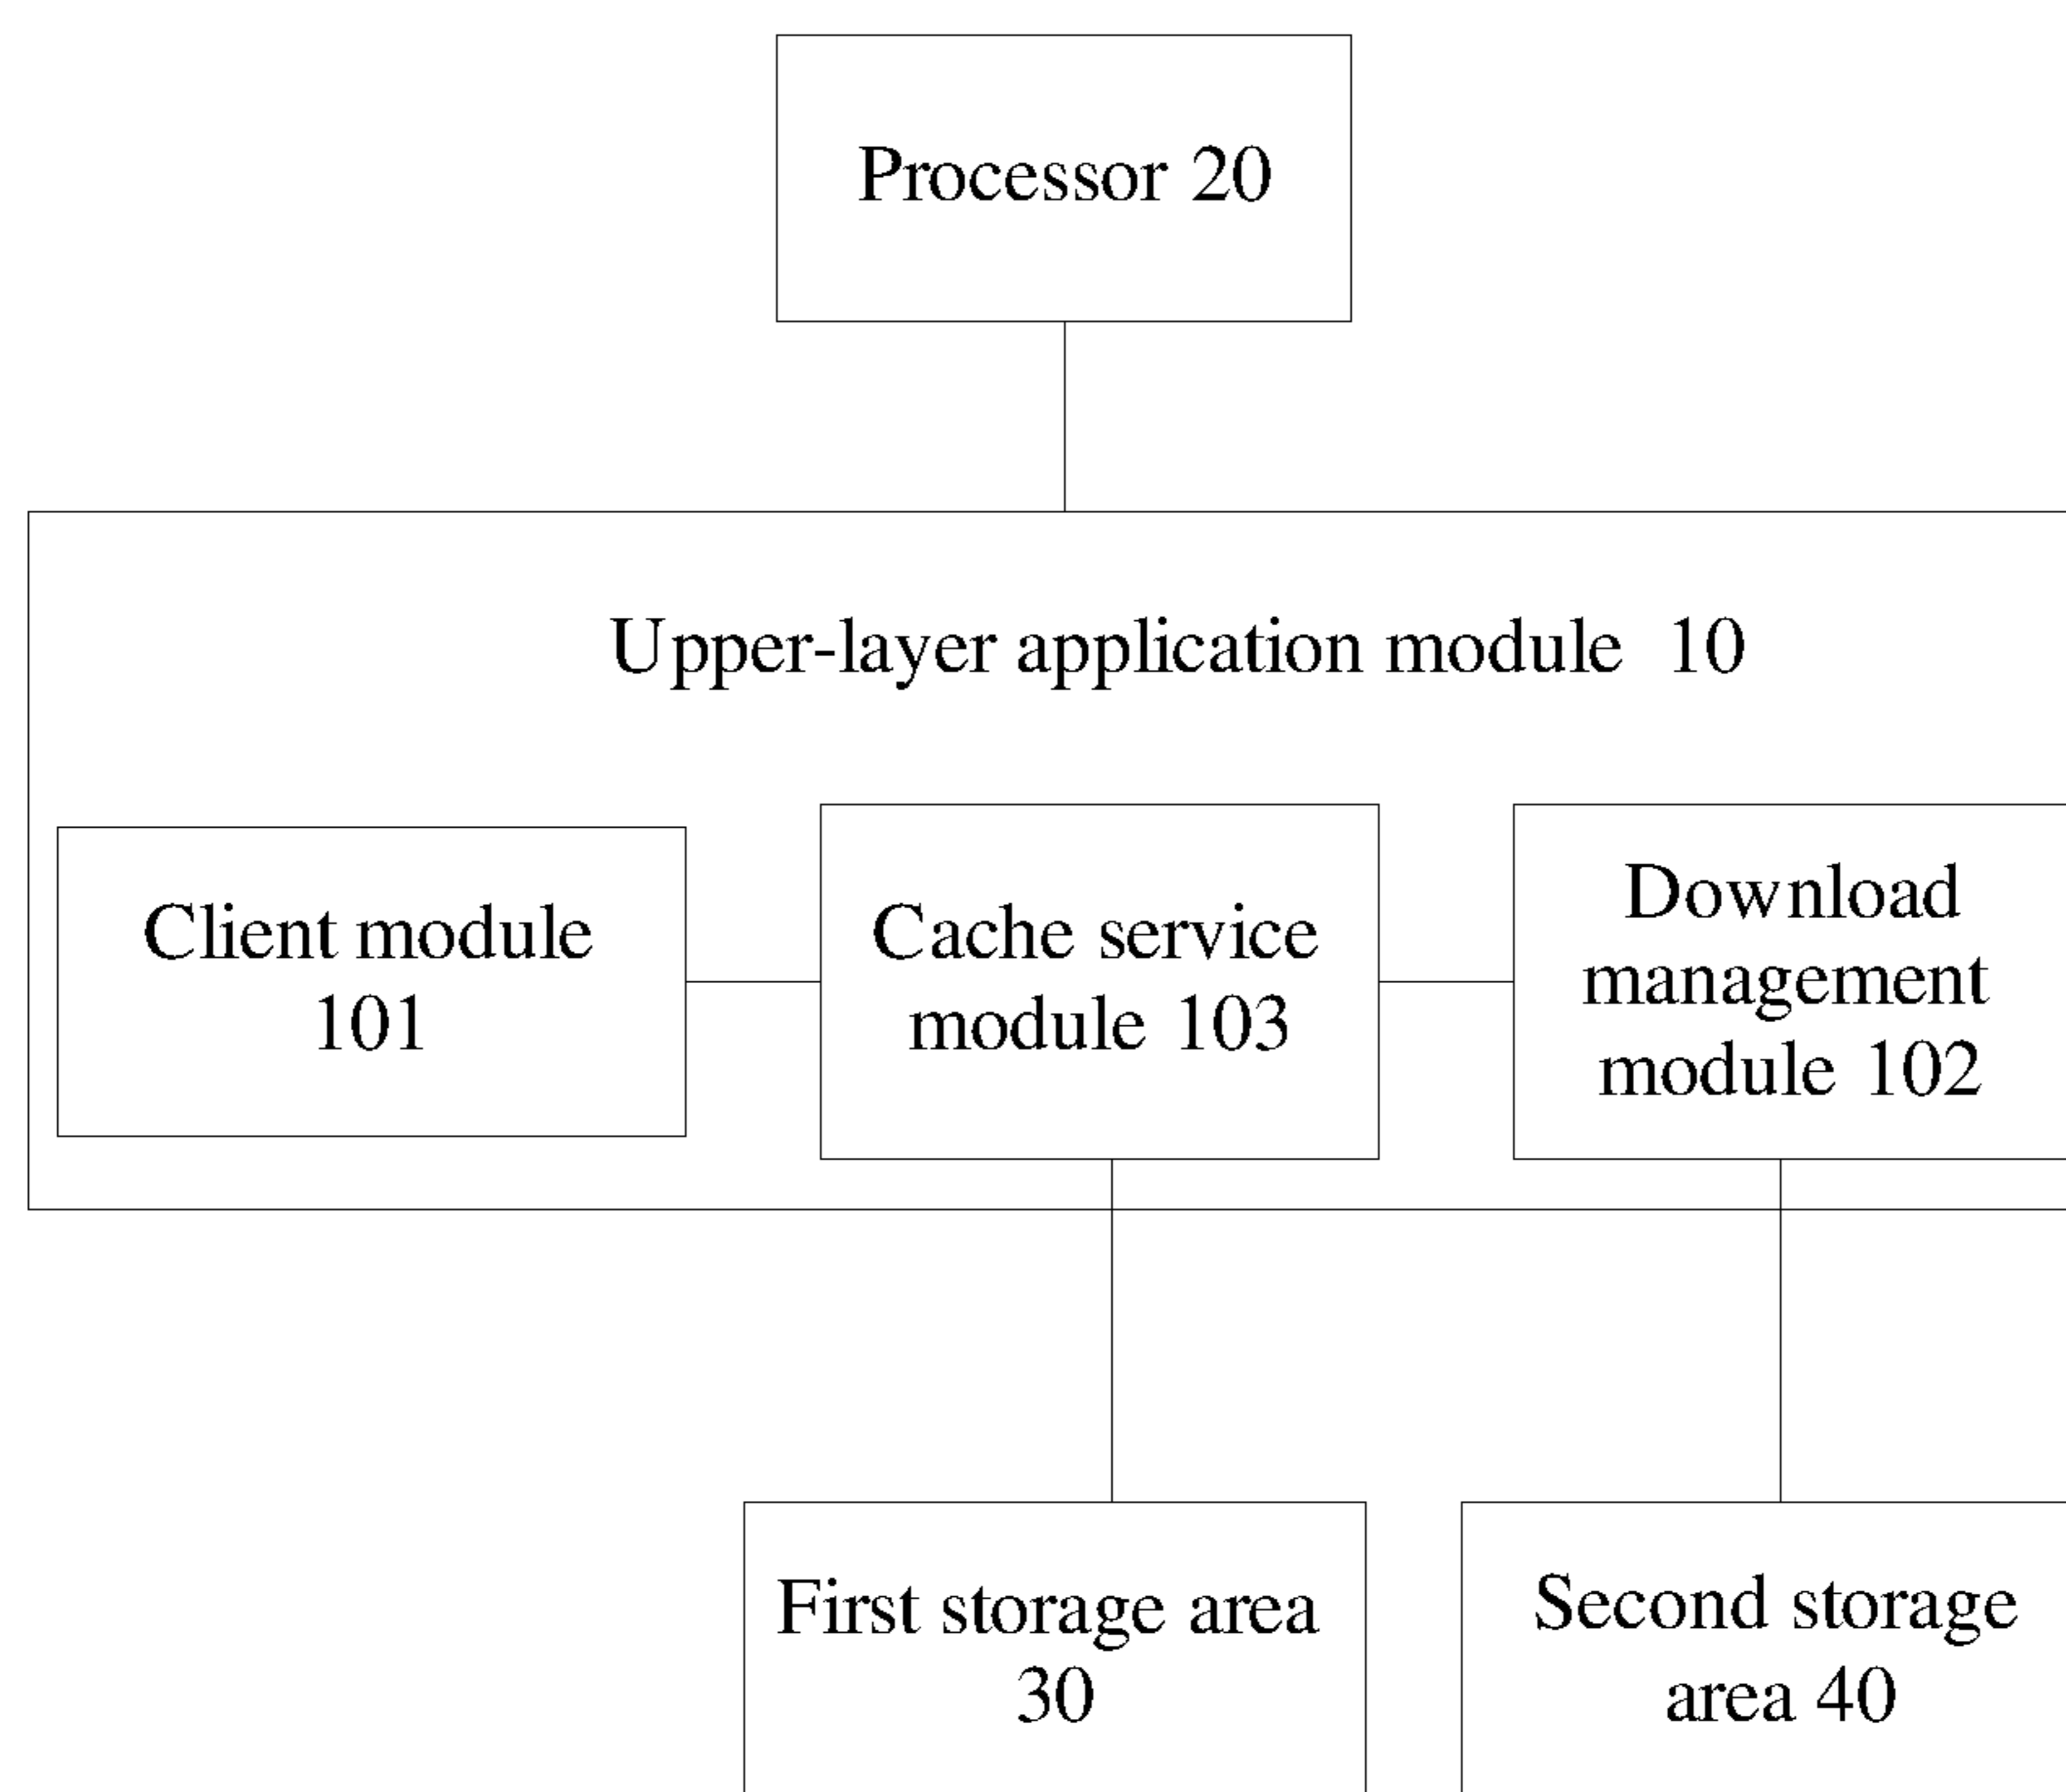 Processor 20
Upper-layer application module 10
Client module
101
Cache service
module 103
Download
management
module 102
First storage area
30
Second storage
area 40